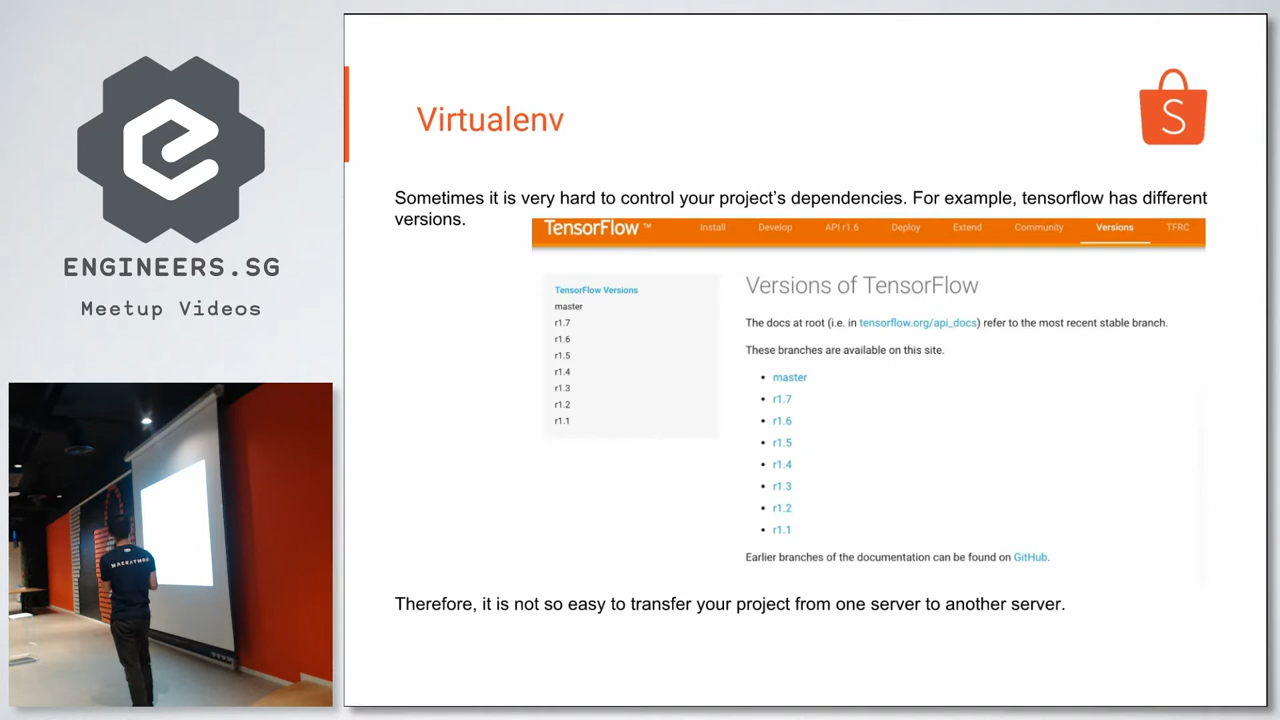 ENGINEERS.SG
Meetup Videos
HACKATHON
Virtualenv
S
Sometimes it is very hard to control your project's dependencies. For example, tensorflow has different
versions.
TensorFlow ™
Install Develop API r1.6 Deploy Extend Community Versions TFRC
TensorFlow Versions
master
r1.7
r1.6
r1.5
r1.4
r1.3
r1.2
r1.1
Versions of TensorFlow
The docs at root (i.e. in tensorflow.org/api_docs) refer to the most recent stable branch.
These branches are available on this site.
• master
• r1.7
• r1.6
• r1.5
• r1.4
• r1.3
• r1.2
• r1.1
Earlier branches of the documentation can be found on GitHub.
Therefore, it is not so easy to transfer your project from one server to another server.